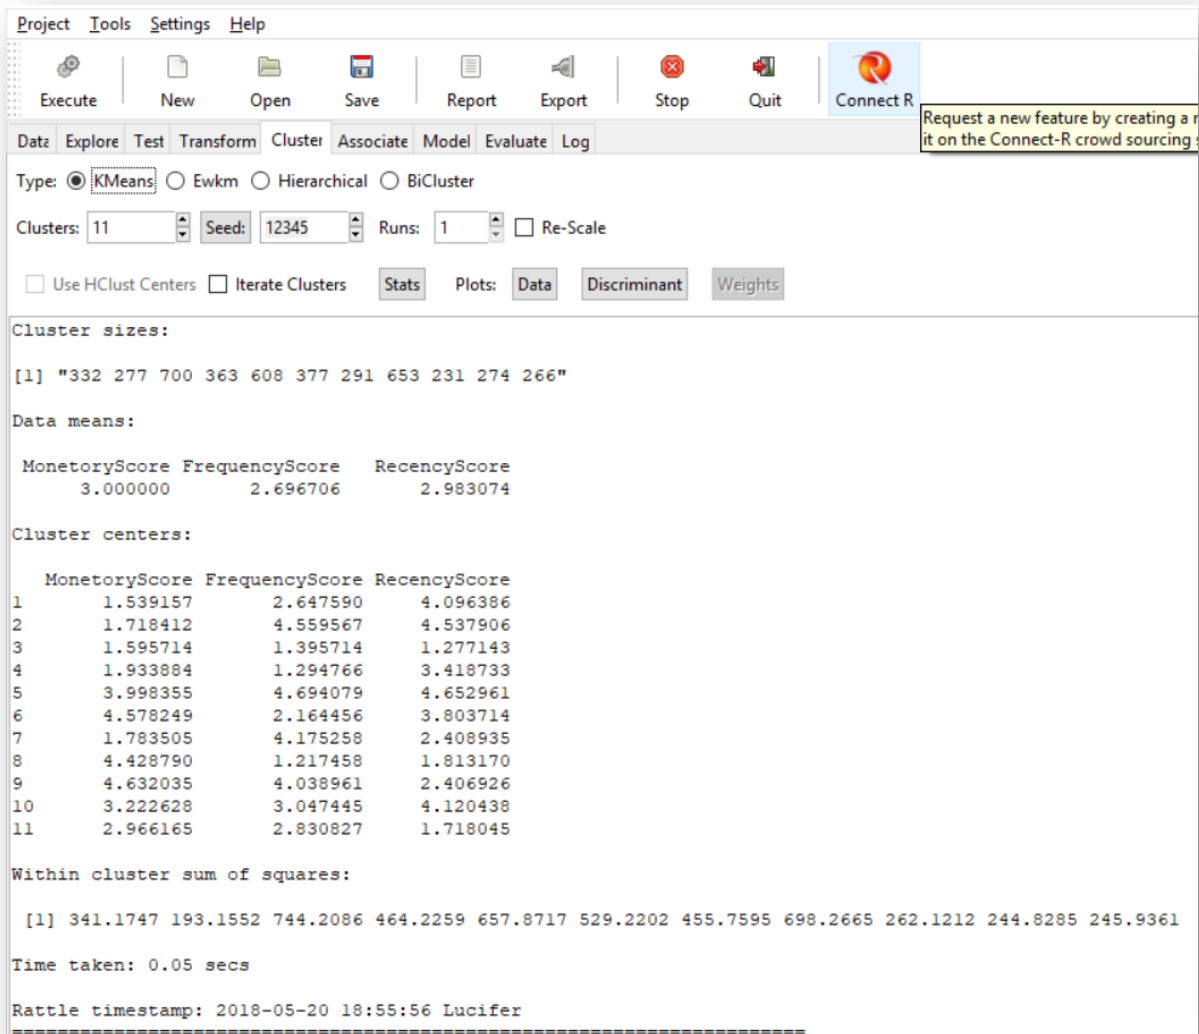 Project Tools Settings Help
Execute New Open Save Report Export Stop Quit Connect R
Request a new feature by creating a
it on the Connect-R crowd sourcing
Data Explore Test Transform Cluster Associate Model Evaluate Log
Type: KMeans Ewkm Hierarchical BiCluster
Clusters: 11 Seed: 12345 Runs: 1 Re-Scale
Use HClust Centers Iterate Clusters Stats Plots: Data Discriminant Weights
Cluster sizes:
[1] "332 277 700 363 608 377 291 653 231 274 266"
Data means:
MonetoryScore FrequencyScore RecencyScore
3.000000 2.696706 2.983074
Cluster centers:
MonetoryScore FrequencyScore RecencyScore
1 1.539157 2.647590 4.096386
2 1.718412 4.559567 4.537906
3 1.595714 1.395714 1.277143
4 1.933884 1.294766 3.418733
5 3.998355 4.694079 4.652961
6 4.578249 2.164456 3.803714
7 1.783505 4.175258 2.408935
8 4.428790 1.217458 1.813170
9 4.632035 4.038961 2.406926
10 3.222628 3.047445 4.120438
11 2.966165 2.830827 1.718045
Within cluster sum of squares:
[1] 341.1747 193.1552 744.2086 464.2259 657.8717 529.2202 455.7595 698.2665 262.1212 244.8285 245.9361
Time taken: 0.05 secs
Rattle timestamp: 2018-05-20 18:55:56 Lucifer
======================================================================